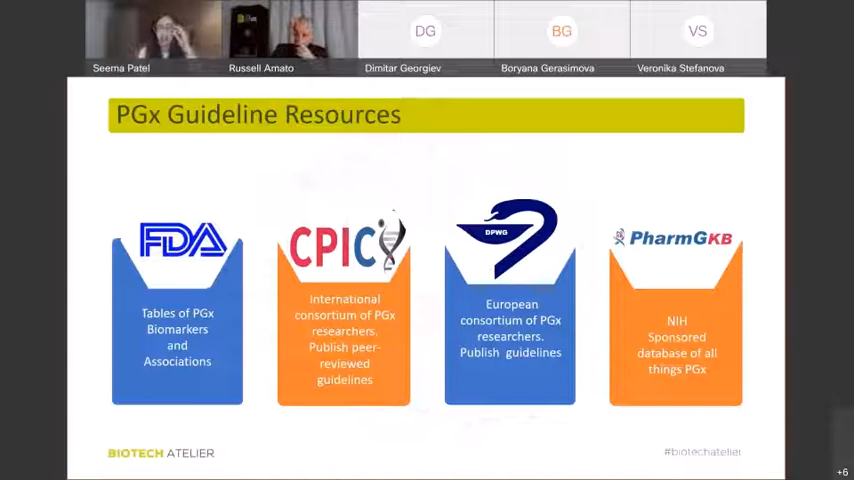 DG
BG
VS
Seema Patel
Russell Amato
Dimitar Georgiev
Boryana Gerasimova
Veronika Stefanova
PGx Guideline Resources
FDA
CPIC
DPWG
PharmGKB
Tables of PGx
Biomarkers
and
Associations
International
consortium of PGx
researchers.
Publish peer-
reviewed
guidelines
European
consortium of PGx
researchers.
Publish guidelines
NIH
Sponsored
database of all
things PGx
BIOTECH ATELIER
#biotechatelier
+6